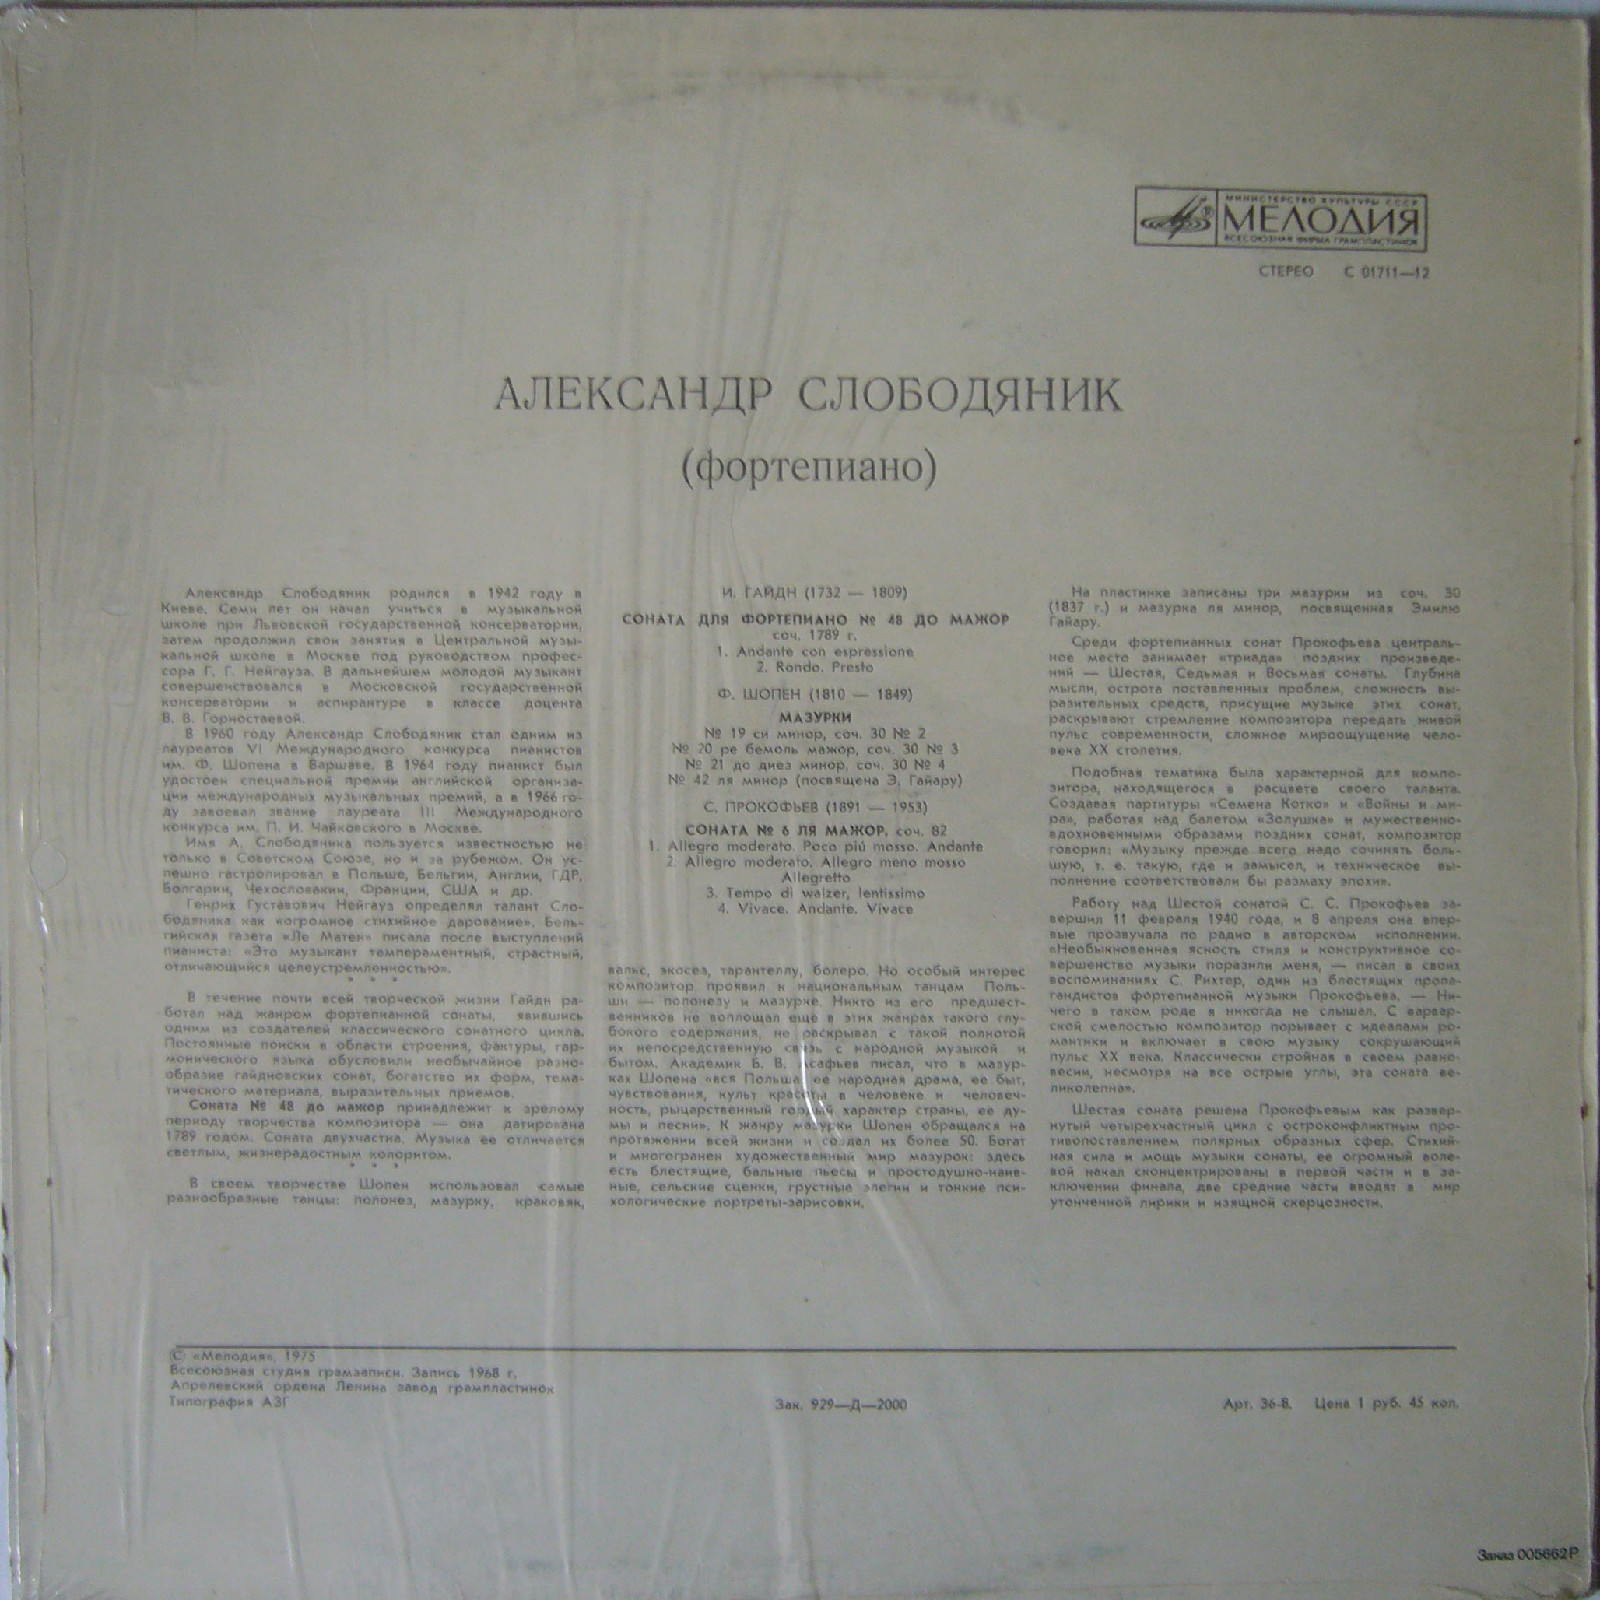 МИНИСТЕРСТВО КУЛЬТУРЫ СССР
МЕЛОДИЯ
ВСЕСОЮЗНАЯ ФИРМА ГРАМПЛАСТИНОК
СТЕРЕО С 01711—12
АЛЕКСАНДР СЛОБОДЯНИК
(фортепиано)
Александр Слободяник родился в 1942 году в
Киеве. Семи лет он начал учиться в музыкальной
школе при Львовской государственной консерватории,
затем продолжил свои занятия в Центральной музы-
кальной школе в Москве под руководством профес-
сора Г. Г. Нейгауза. В дальнейшем молодой музыкант
совершенствовался в Московской государственной
консерватории и аспирантуре в классе доцента
В. В. Горностаевой.
В 1960 году Александр Слободяник стал одним из
лауреатов VI Международного конкурса пианистов
им. Ф. Шопена в Варшаве. В 1964 году пианист был
удостоен специальной премии английской организа-
ции международных музыкальных премий, а в 1966 го-
ду завоевал звание лауреата III Международного
конкурса им. П. И. Чайковского в Москве.
Имя А. Слободяника пользуется известностью не
только в Советском Союзе, но и за рубежом. Он ус-
пешно гастролировал в Польше, Бельгии, Англии, ГДР,
Болгарии, Чехословакии, Франции, США и др.
Генрих Густавович Нейгауз определял талант Сло-
бодяника как «огромное стихийное дарование». Бель-
гийская газета «Ле Матен» писала после выступлений
пианиста: «Это музыкант темпераментный, страстный,
отличающийся целеустремленностью».
* * *
В течение почти всей творческой жизни Гайдн ра-
ботал над жанром фортепианной сонаты, явившись
одним из создателей классического сонатного цикла.
Постоянные поиски в области строения, фактуры, гар-
монического языка обусловили необычайное разно-
образие гайдновских сонат, богатство их форм, тема-
тического материала, выразительных приемов.
Соната № 48 до мажор принадлежит к зрелому
периоду творчества композитора — она датирована
1789 годом. Соната двухчастна. Музыка ее отличается
светлым, жизнерадостным колоритом.
* * *
В своем творчестве Шопен использовал самые
разнообразные танцы: полонез, мазурку, краковяк,
И. ГАЙДН (1732 — 1809)
СОНАТА ДЛЯ ФОРТЕПИАНО № 48 ДО МАЖОР
соч. 1789 г.
1. Andante con espressione
2. Rondo. Presto
Ф. ШОПЕН (1810 — 1849)
МАЗУРКИ
№ 19 си минор, соч. 30 № 2
№ 20 ре бемоль мажор, соч. 30 № 3
№ 21 до диез минор, соч. 30 № 4
№ 42 ля минор (посвящена Э. Гайару)
С. ПРОКОФЬЕВ (1891 — 1953)
СОНАТА № 6 ЛЯ МАЖОР, соч. 82
1. Allegro moderato. Poco più mosso. Andante
2. Allegro moderato. Allegro meno mosso
Allegretto
3. Tempo di walzer, lentissimo
4. Vivace. Andante. Vivace
вальс, экосез, тарантеллу, болеро. Но особый интерес
композитор проявил к национальным танцам Поль-
ши — полонезу и мазурке. Никто из его предшест-
венников не воплощал еще в этих жанрах такого глу-
бокого содержания, не раскрывал с такой полнотой
их непосредственную связь с народной музыкой и
бытом. Академик Б. В. Асафьев писал, что в мазур-
ках Шопена «вся Польша: ее народная драма, ее быт,
чувствования, культ красоты в человеке и человеч-
ность, рыцарственный гордый характер страны, ее ду-
мы и песни». К жанру мазурки Шопен обращался на
протяжении всей жизни и создал их более 50. Богат
и многогранен художественный мир мазурок: здесь
есть блестящие, бальные пьесы и простодушно-наив-
ные, сельские сценки, грустные элегии и тонкие пси-
хологические портреты-зарисовки.
На пластинке записаны три мазурки из соч. 30
(1837 г.) и мазурка ля минор, посвященная Эмилю
Гайару.
Среди фортепианных сонат Прокофьева централь-
ное место занимает «триада» поздних произведе-
ний — Шестая, Седьмая и Восьмая сонаты. Глубина
мысли, острота поставленных проблем, сложность вы-
разительных средств, присущие музыке этих сонат,
раскрывают стремление композитора передать живой
пульс современности, сложное мироощущение чело-
века XX столетия.
Подобная тематика была характерной для компо-
зитора, находящегося в расцвете своего таланта.
Создавая партитуры «Семена Котко» и «Войны и ми-
ра», работая над балетом «Золушка» и мужественно-
вдохновенными образами поздних сонат, композитор
говорил: «Музыку прежде всего надо сочинять боль-
шую, т. е. такую, где и замысел, и техническое вы-
полнение соответствовали бы размаху эпохи».
Работу над Шестой сонатой С. С. Прокофьев за-
вершил 11 февраля 1940 года, и 8 апреля она впер-
вые прозвучала по радио в авторском исполнении.
«Необыкновенная ясность стиля и конструктивное со-
вершенство музыки поразили меня, — писал в своих
воспоминаниях С. Рихтер, один из блестящих пропа-
гандистов фортепианной музыки Прокофьева. — Ни-
чего в таком роде я никогда не слышал. С варвар-
ской смелостью композитор порывает с идеалами ро-
мантики и включает в свою музыку сокрушающий
пульс XX века. Классически стройная в своем равно-
весии, несмотря на все острые углы, эта соната ве-
ликолепна».
Шестая соната решена Прокофьевым как развер-
нутый четырехчастный цикл с остроконфликтным про-
тивопоставлением полярных образных сфер. Стихий-
ная сила и мощь музыки сонаты, ее огромный воле-
вой накал сконцентрированы в первой части и в за-
ключении финала, две средние части вводят в мир
утонченной лирики и изящной скерцозности.
© «Мелодия», 1975
Всесоюзная студия грамзаписи. Запись 1968 г.
Апрелевский ордена Ленина завод грампластинок
Типография АЗГ
Зак. 929—Д—2000
Арт. 36-8. Цена 1 руб. 45 коп.
Заказ 005662Р